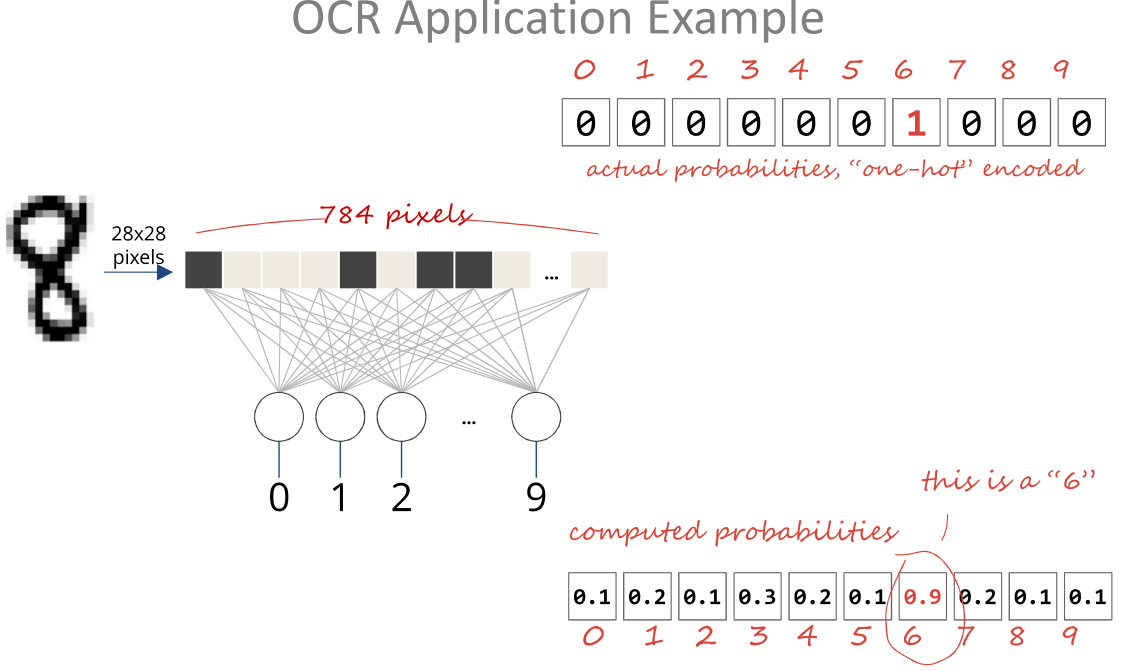 OCR Application Example
0 1 2 3 4 5 6 7 8 9
0 0 0 0 0 0 1 0 0 0
actual probabilities, “one-hot” encoded
784 pixels
28x28
pixels
...
...
0 1 2 9
this is a “6”
computed probabilities
0.1 0.2 0.1 0.3 0.2 0.1 0.9 0.2 0.1 0.1
0 1 2 3 4 5 6 7 8 9